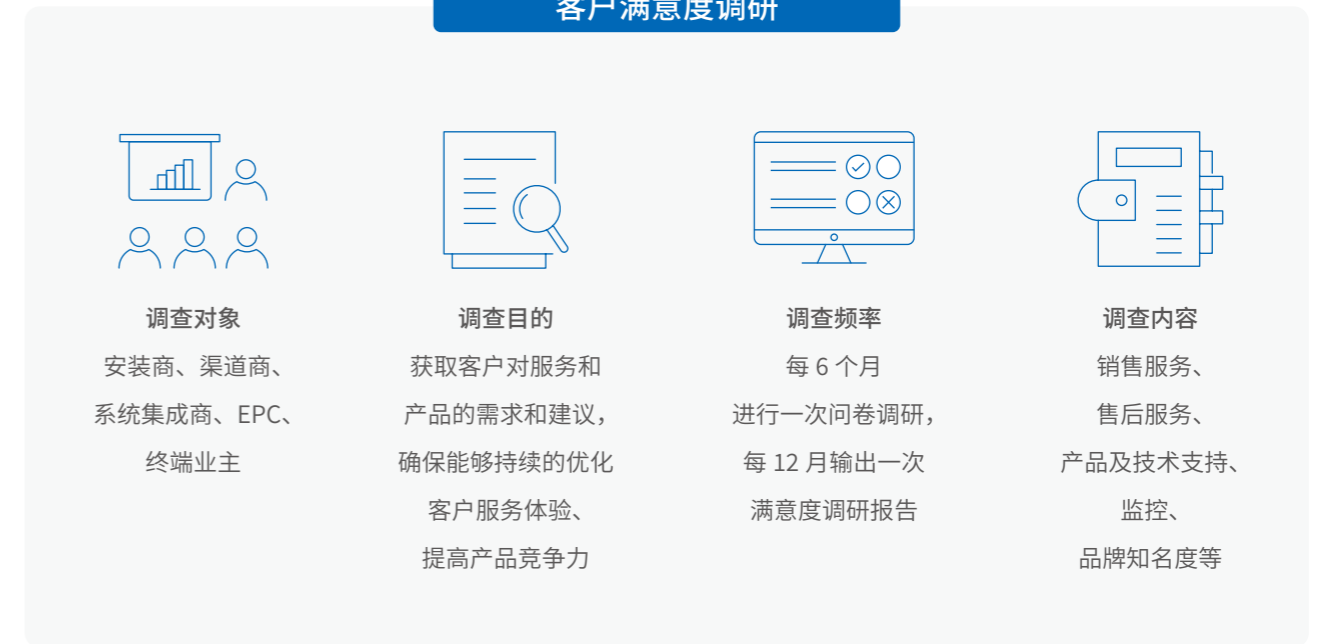 客户满意度调研
调查对象
安装商、渠道商、
系统集成商、EPC、
终端业主
调查目的
获取客户对服务和
产品的需求和建议，
确保能够持续的优化
客户服务体验、
提高产品竞争力
调查频率
每 6 个月
进行一次问卷调研，
每 12 月输出一次
满意度调研报告
调查内容
销售服务、
售后服务、
产品及技术支持、
监控、
品牌知名度等